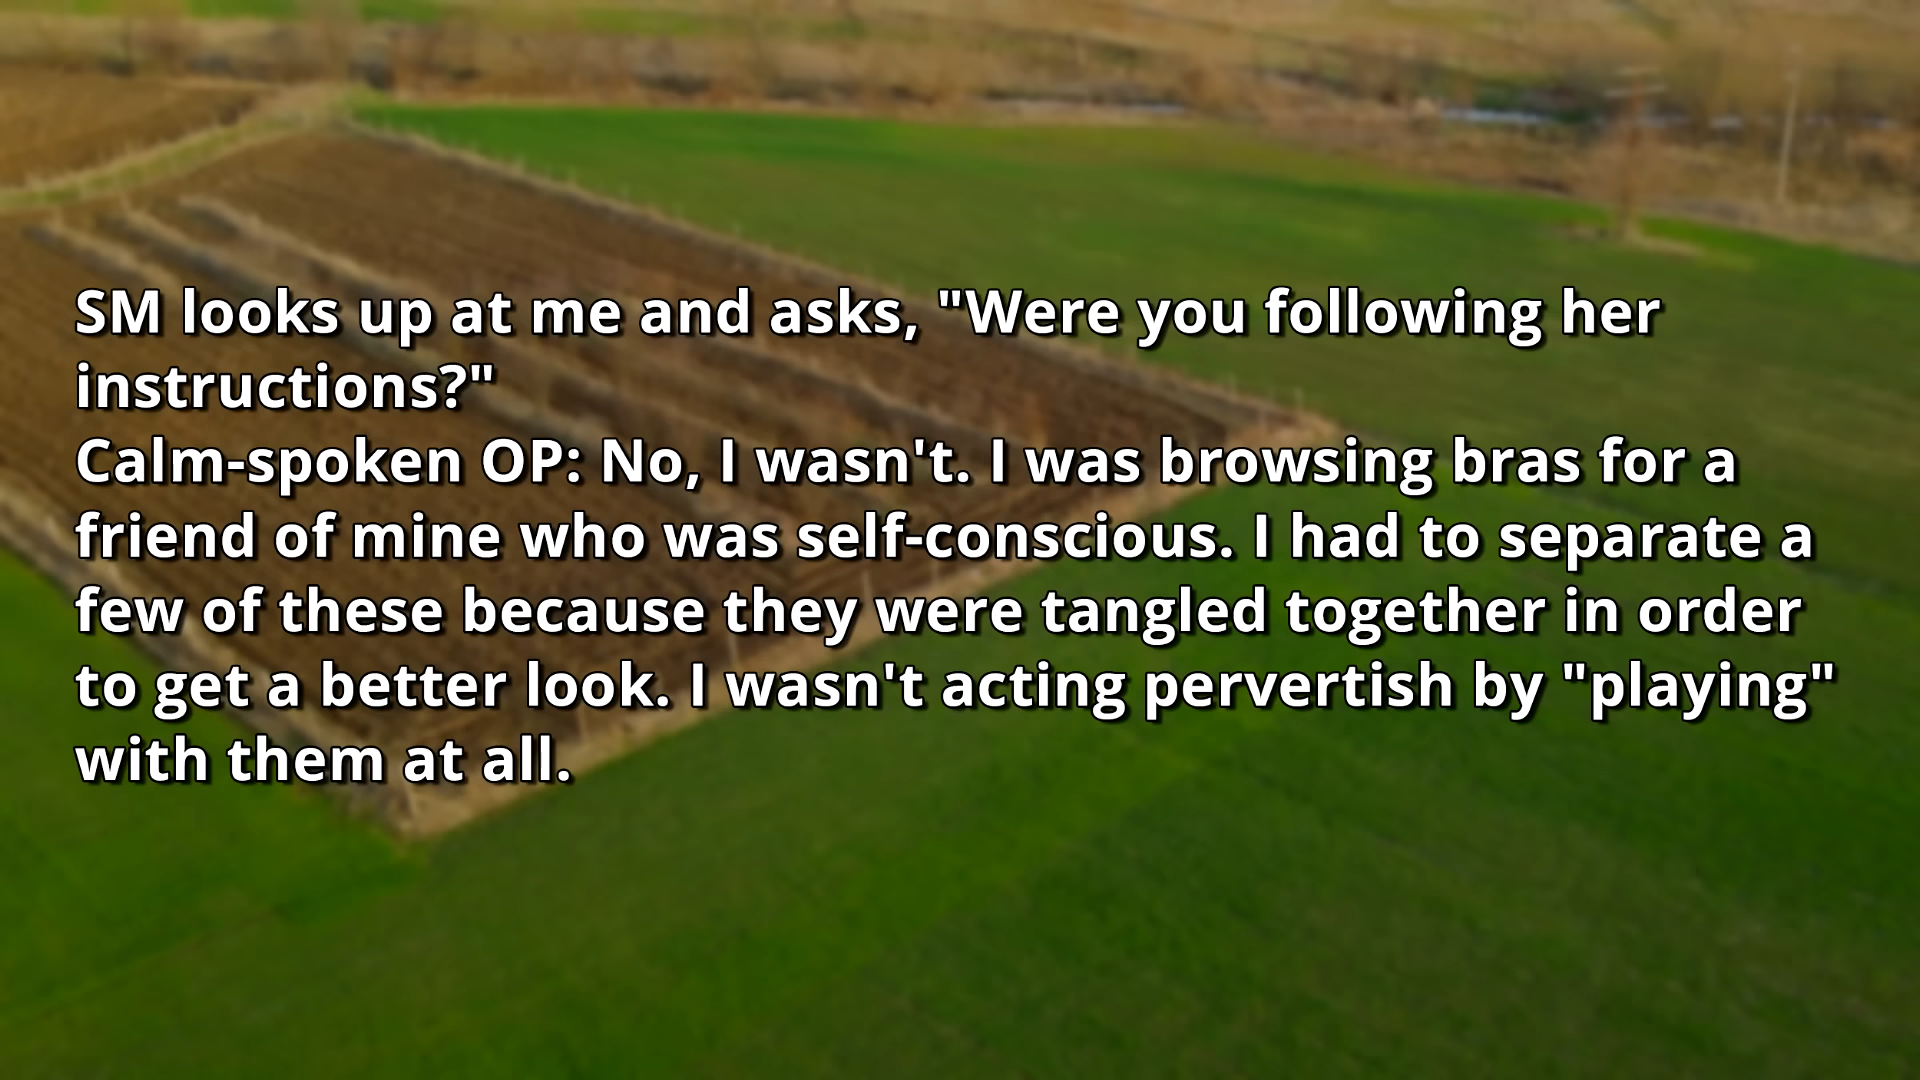 SM looks up at me and asks, "Were you following her
instructions?"
Calm-spoken OP: No, I wasn't. I was browsing bras for a
friend of mine who was self-conscious. I had to separate a
few of these because they were tangled together in order
to get a better look. I wasn't acting pervertish by "playing"
with them at all.